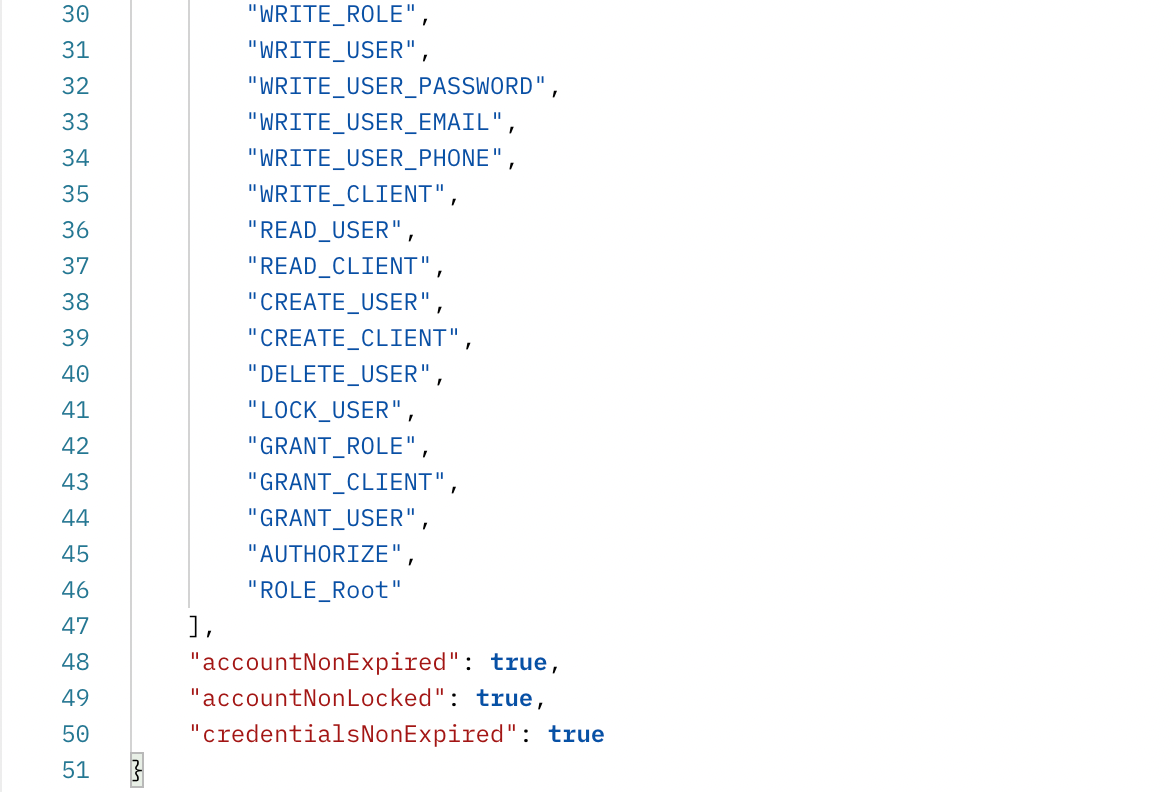 30 "WRITE_ROLE",
31 "WRITE_USER",
32 "WRITE_USER_PASSWORD",
33 "WRITE_USER_EMAIL",
34 "WRITE_USER_PHONE",
35 "WRITE_CLIENT",
36 "READ_USER",
37 "READ_CLIENT",
38 "CREATE_USER",
39 "CREATE_CLIENT",
40 "DELETE_USER",
41 "LOCK_USER",
42 "GRANT_ROLE",
43 "GRANT_CLIENT",
44 "GRANT_USER",
45 "AUTHORIZE",
46 "ROLE_Root"
47 ],
48 "accountNonExpired": true,
49 "accountNonLocked": true,
50 "credentialsNonExpired": true
51 }